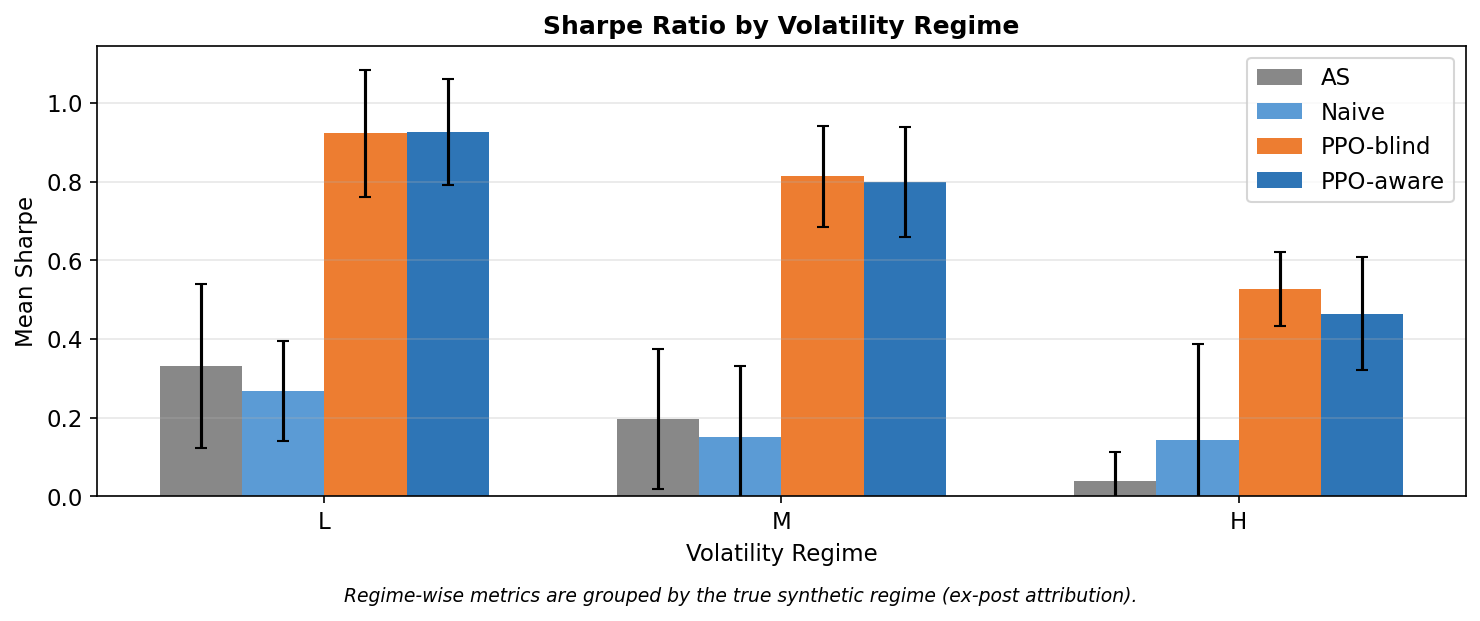 Sharpe Ratio by Volatility Regime
Mean Sharpe
1.0
0.8
0.6
0.4
0.2
0.0
AS
Naive
PPO-blind
PPO-aware
L
M
H
Volatility Regime
Regime-wise metrics are grouped by the true synthetic regime (ex-post attribution).